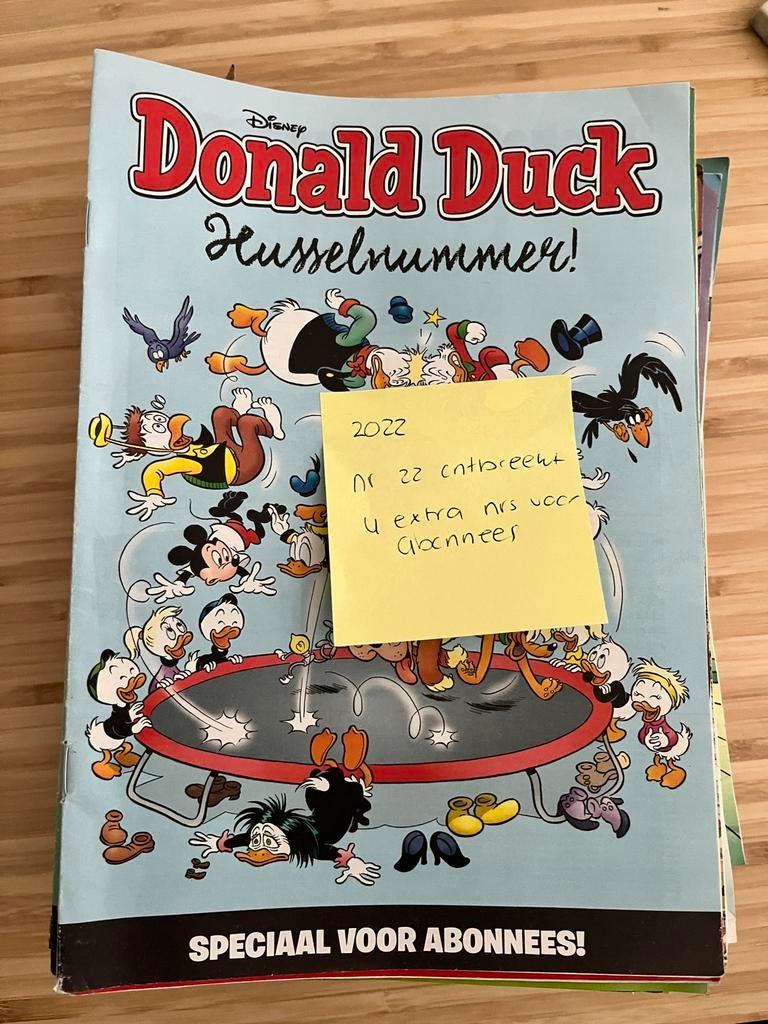 Disney
Donald Duck
Husselnummer!
2022
nr 22 ontbreekt
4 extra nrs voor
abonnees
SPECIAAL VOOR ABONNEES!